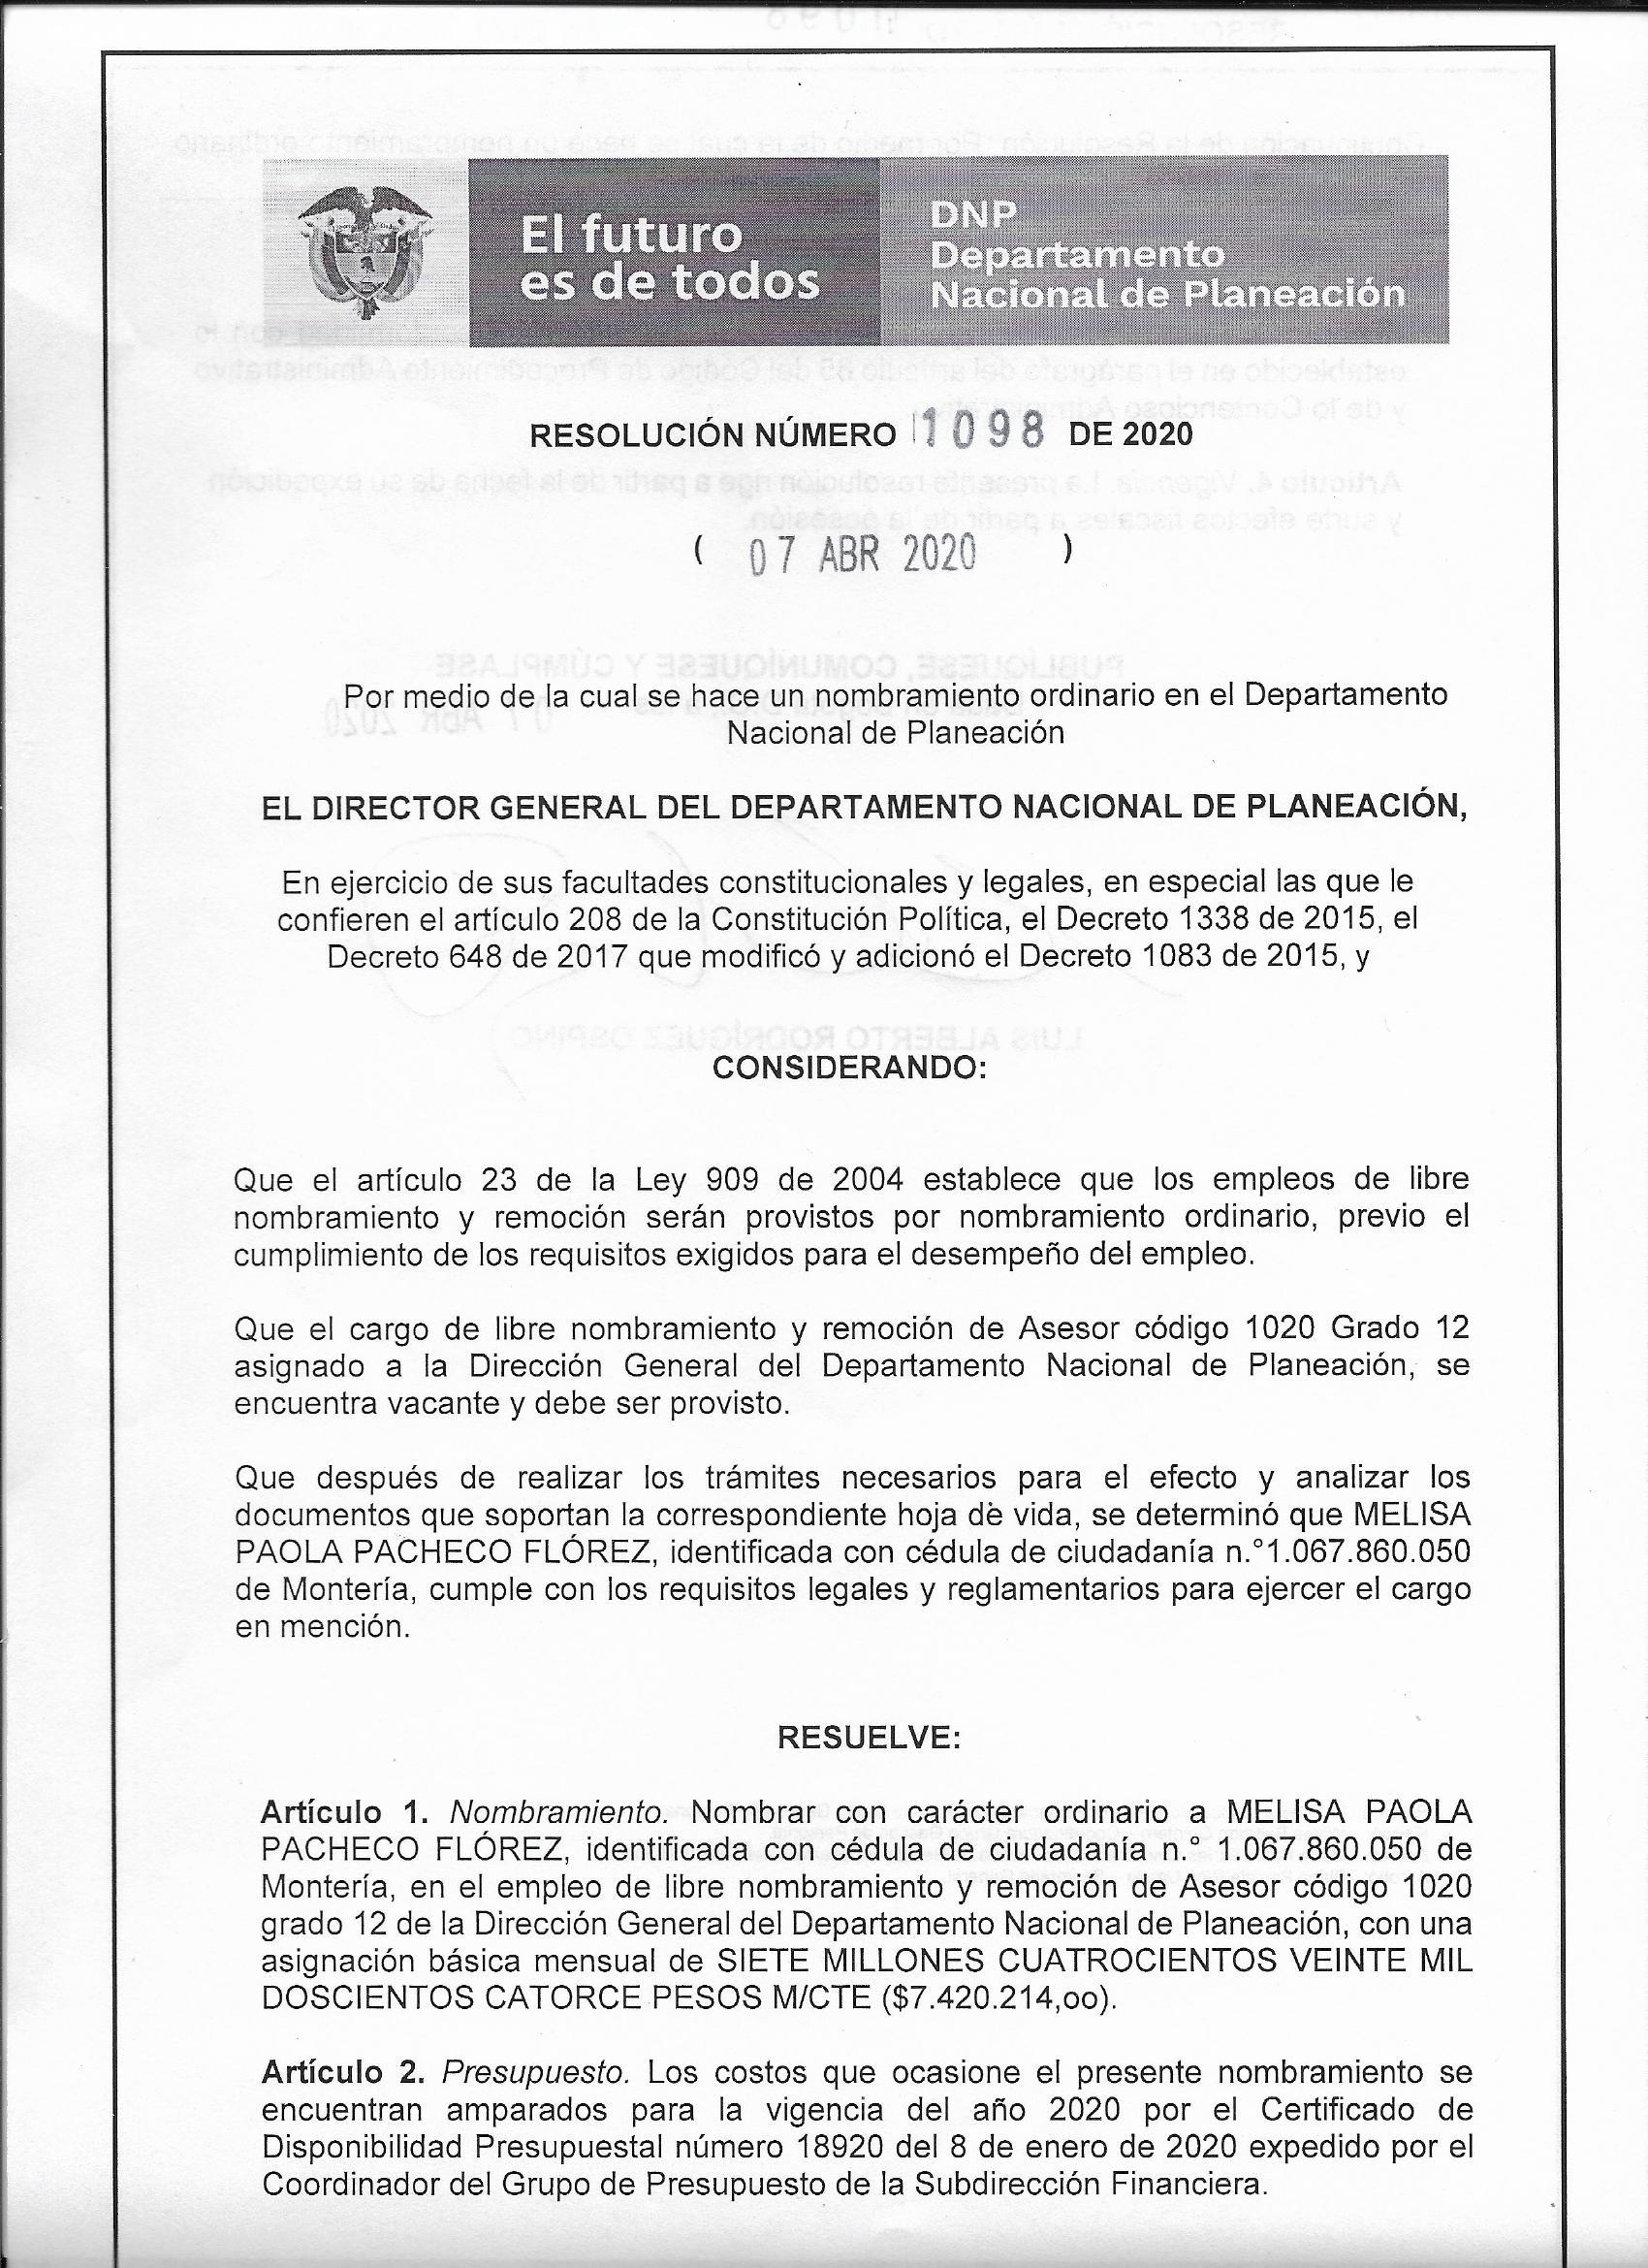 El futuro
es de todos
DNP
Departamento
Nacional de Planeación
RESOLUCIÓN NÚMERO 1098 DE 2020
( 07 ABR 2020 )
Por medio de la cual se hace un nombramiento ordinario en el Departamento
Nacional de Planeación
EL DIRECTOR GENERAL DEL DEPARTAMENTO NACIONAL DE PLANEACIÓN,
En ejercicio de sus facultades constitucionales y legales, en especial las que le
confieren el artículo 208 de la Constitución Política, el Decreto 1338 de 2015, el
Decreto 648 de 2017 que modificó y adicionó el Decreto 1083 de 2015, y
CONSIDERANDO:
Que el artículo 23 de la Ley 909 de 2004 establece que los empleos de libre
nombramiento y remoción serán provistos por nombramiento ordinario, previo el
cumplimiento de los requisitos exigidos para el desempeño del empleo.
Que el cargo de libre nombramiento y remoción de Asesor código 1020 Grado 12
asignado a la Dirección General del Departamento Nacional de Planeación, se
encuentra vacante y debe ser provisto.
Que después de realizar los trámites necesarios para el efecto y analizar los
documentos que soportan la correspondiente hoja de vida, se determinó que MELISA
PAOLA PACHECO FLÓREZ, identificada con cédula de ciudadanía n.°1.067.860.050
de Montería, cumple con los requisitos legales y reglamentarios para ejercer el cargo
en mención.
RESUELVE:
Artículo 1. Nombramiento. Nombrar con carácter ordinario a MELISA PAOLA
PACHECO FLÓREZ, identificada con cédula de ciudadanía n.° 1.067.860.050 de
Montería, en el empleo de libre nombramiento y remoción de Asesor código 1020
grado 12 de la Dirección General del Departamento Nacional de Planeación, con una
asignación básica mensual de SIETE MILLONES CUATROCIENTOS VEINTE MIL
DOSCIENTOS CATORCE PESOS M/CTE ($7.420.214,oo).
Artículo 2. Presupuesto. Los costos que ocasione el presente nombramiento se
encuentran amparados para la vigencia del año 2020 por el Certificado de
Disponibilidad Presupuestal número 18920 del 8 de enero de 2020 expedido por el
Coordinador del Grupo de Presupuesto de la Subdirección Financiera.